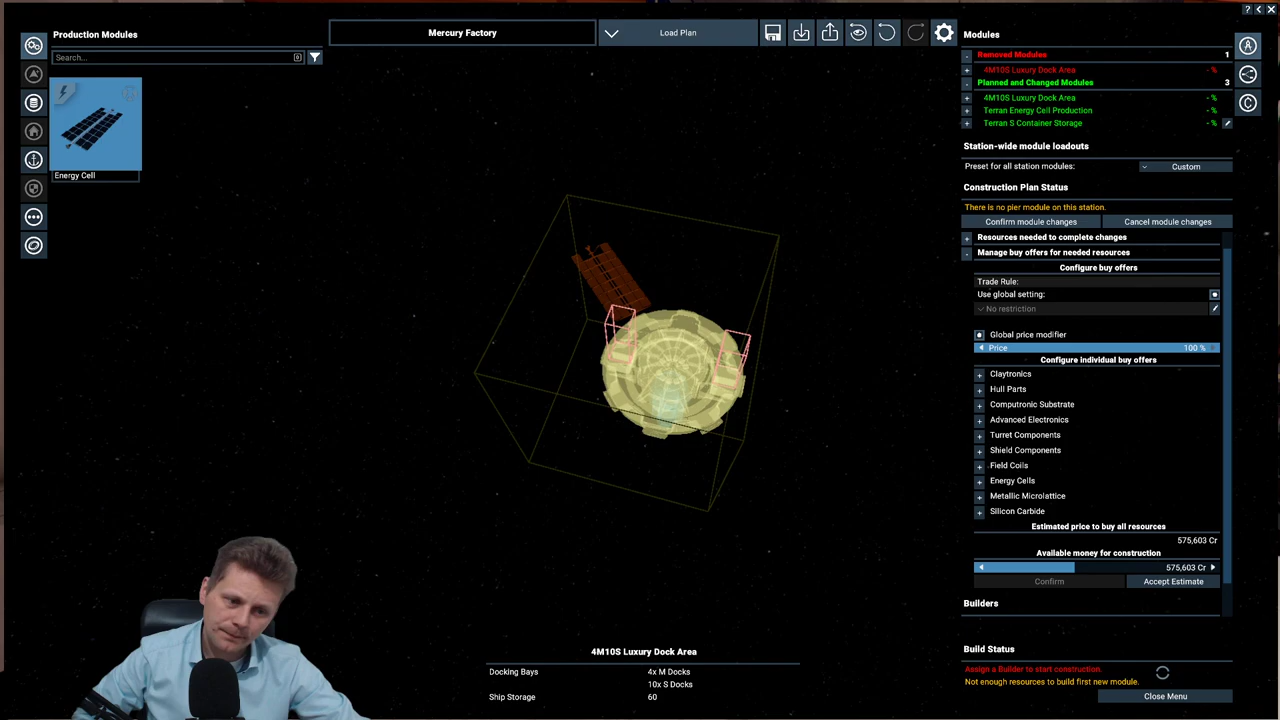 Production Modules
Search...
Energy Cell
Mercury Factory
Load Plan
4M10S Luxury Dock Area
Docking Bays 4x M Docks
10x S Docks
Ship Storage 60
Modules
- Removed Modules 1
+ 4M10S Luxury Dock Area - %
- Planned and Changed Modules 3
+ 4M10S Luxury Dock Area - %
+ Terran Energy Cell Production - %
+ Terran S Container Storage - %
Station-wide module loadouts
Preset for all station modules: Custom
Construction Plan Status
There is no pier module on this station.
Confirm module changes Cancel module changes
+ Resources needed to complete changes
- Manage buy offers for needed resources
Configure buy offers
Trade Rule:
Use global setting:
No restriction
Global price modifier
Price 100 %
Configure individual buy offers
+ Claytronics
+ Hull Parts
+ Computronic Substrate
+ Advanced Electronics
+ Turret Components
+ Shield Components
+ Field Coils
+ Energy Cells
+ Metallic Microlattice
+ Silicon Carbide
Estimated price to buy all resources
575,603 Cr
Available money for construction
575,603 Cr
Confirm Accept Estimate
Builders
Build Status
Assign a Builder to start construction.
Not enough resources to build first new module.
Close Menu